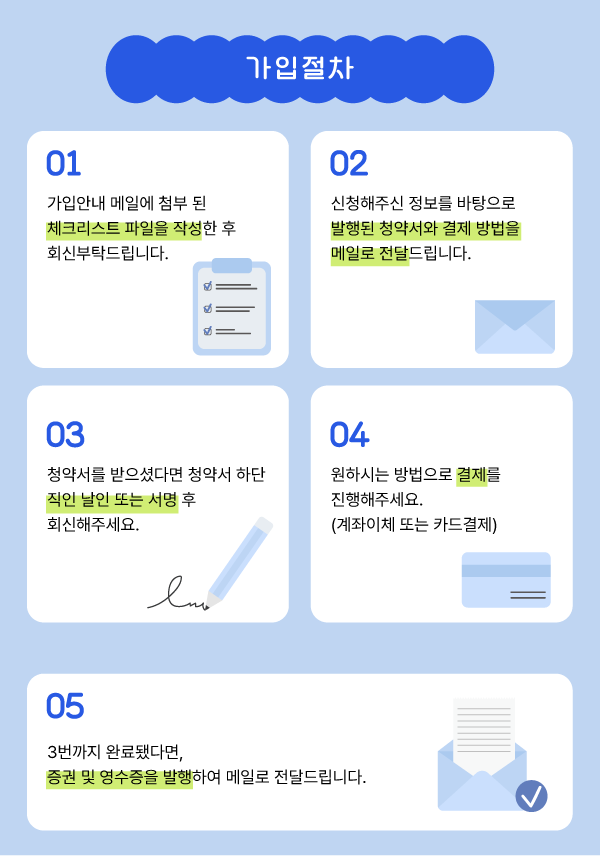 가입절차
01
가입안내 메일에 첨부 된
체크리스트 파일을 작성한 후
회신부탁드립니다.
02
신청해주신 정보를 바탕으로
발행된 청약서와 결제 방법을
메일로 전달드립니다.
03
청약서를 받으셨다면 청약서 하단
직인 날인 또는 서명 후
회신해주세요.
04
원하시는 방법으로 결제를
진행해주세요.
(계좌이체 또는 카드결제)
05
3번까지 완료됐다면,
증권 및 영수증을 발행하여 메일로 전달드립니다.